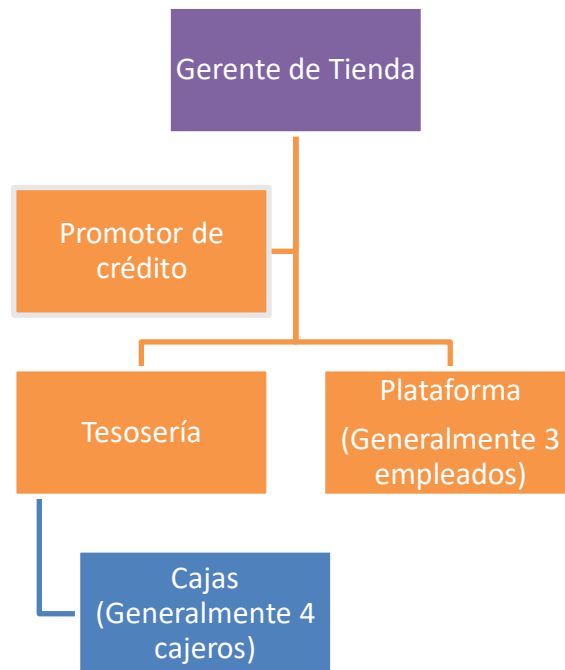 Gerente de Tienda
Promotor de
crédito
Tesosería
Plataforma
(Generalmente 3
empleados)
Cajas
(Generalmente 4
cajeros)